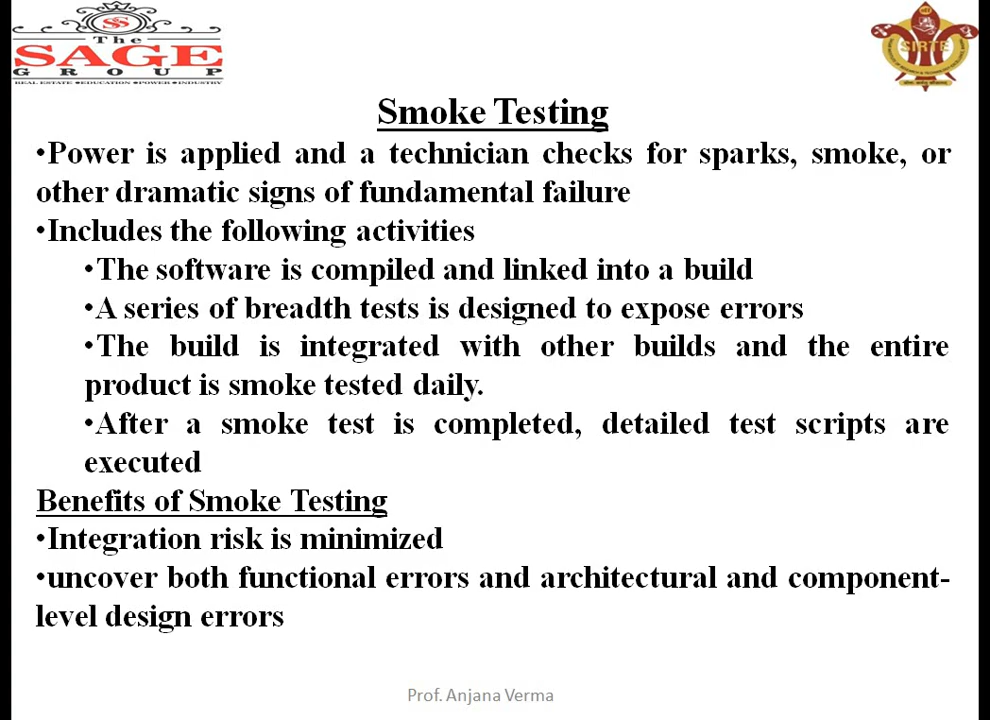 The
SAGE
GROUP
REAL ESTATE •EDUCATION •POWER •INDUSTRY
SIRTE
Smoke Testing
•Power is applied and a technician checks for sparks, smoke, or
other dramatic signs of fundamental failure
•Includes the following activities
•The software is compiled and linked into a build
•A series of breadth tests is designed to expose errors
•The build is integrated with other builds and the entire
product is smoke tested daily.
•After a smoke test is completed, detailed test scripts are
executed
Benefits of Smoke Testing
•Integration risk is minimized
•uncover both functional errors and architectural and component-
level design errors
Prof. Anjana Verma